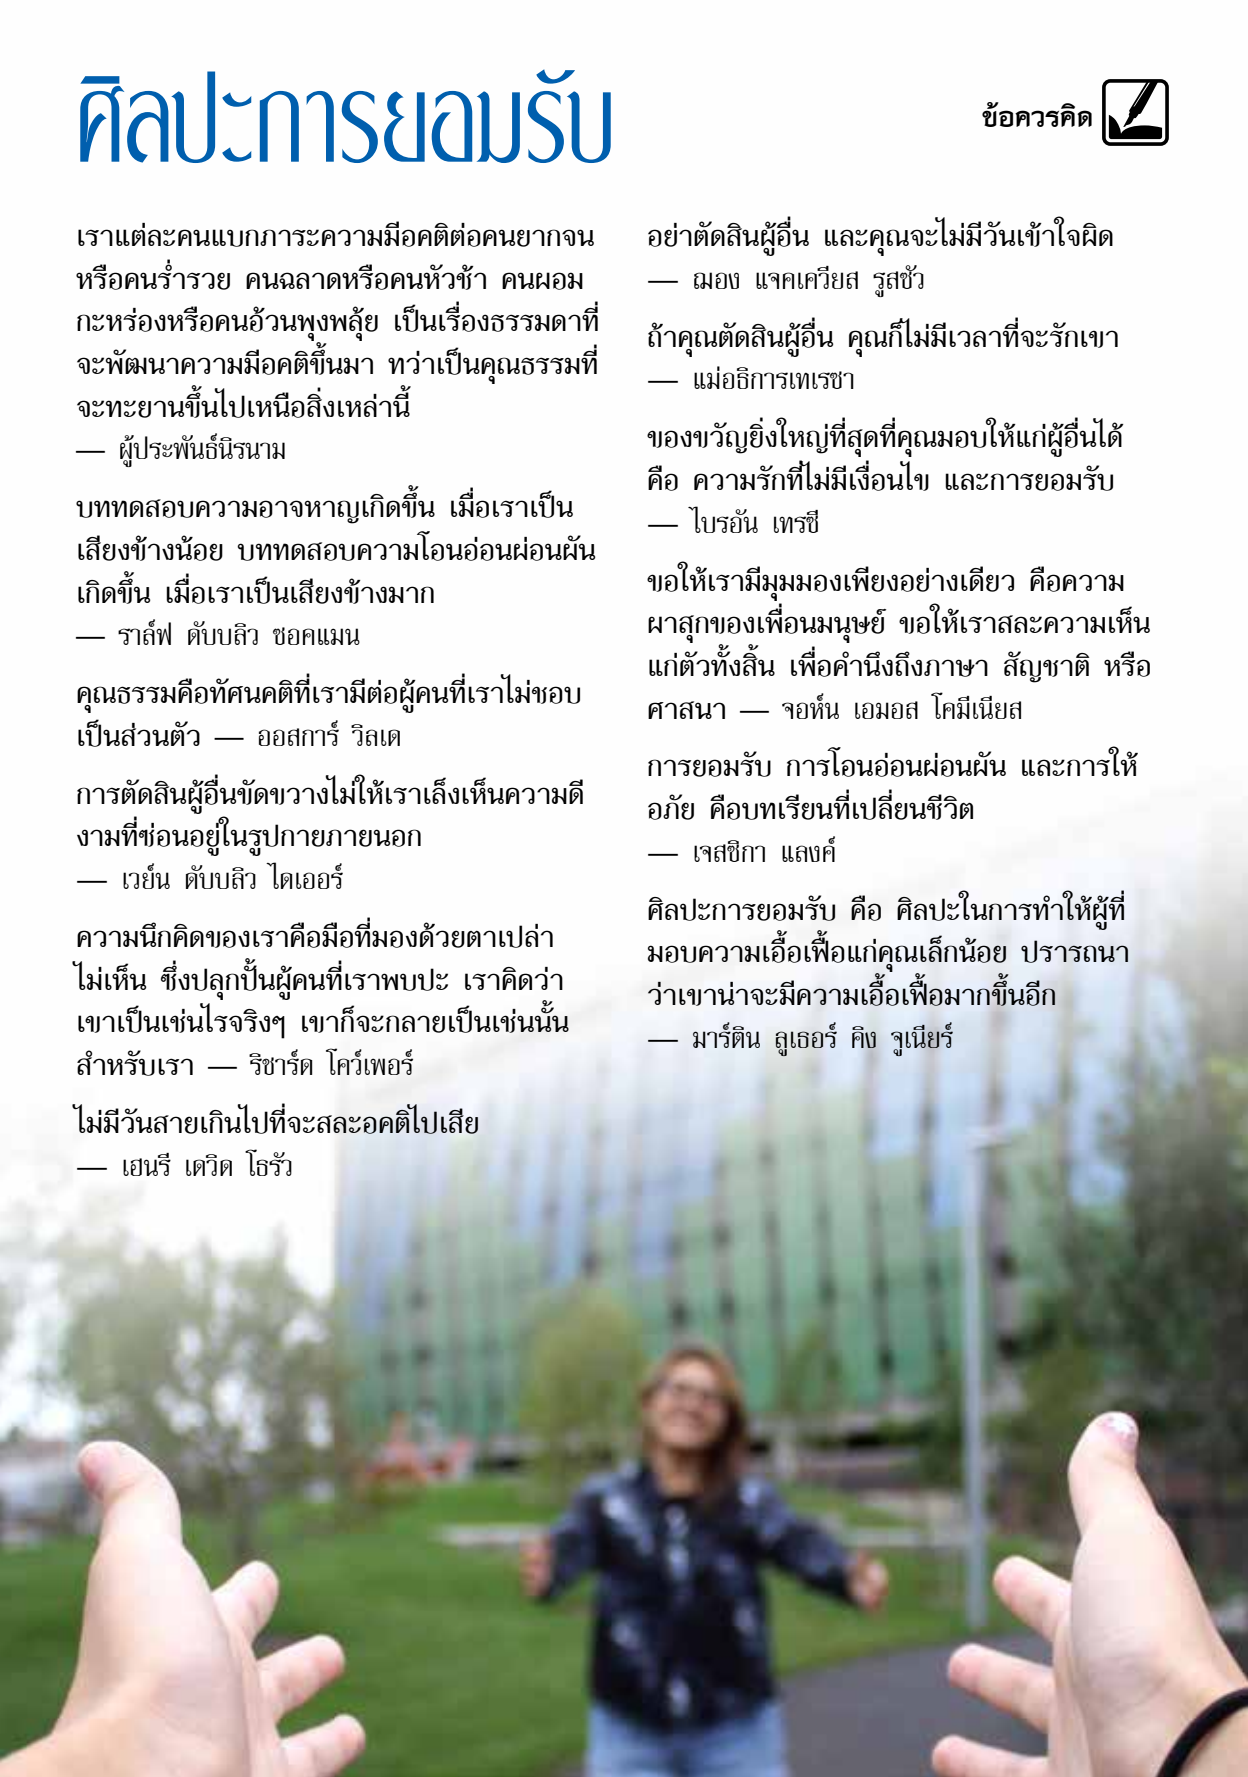 ศิลปะการยอมรับ
ข้อควรคิด
เราแต่ละคนแบกภาระความมีอคติต่อคนยากจน
หรือคนร่ำรวย คนฉลาดหรือคนหัวช้า คนผอม
กะหร่องหรือคนอ้วนพุงพลุ้ย เป็นเรื่องธรรมดาที่
จะพัฒนาความมีอคติขึ้นมา ทว่าเป็นคุณธรรมที่
จะทะยานขึ้นไปเหนือสิ่งเหล่านี้
— ผู้ประพันธ์นิรนาม
บททดสอบความอาจหาญเกิดขึ้น เมื่อเราเป็น
เสียงข้างน้อย บททดสอบความโอนอ่อนผ่อนผัน
เกิดขึ้น เมื่อเราเป็นเสียงข้างมาก
— ราล์ฟ ดับบลิว ซอคแมน
คุณธรรมคือทัศนคติที่เรามีต่อผู้คนที่เราไม่ชอบ
เป็นส่วนตัว — ออสการ์ วิลเด
การตัดสินผู้อื่นขัดขวางไม่ให้เราเล็งเห็นความดี
งามที่ซ่อนอยู่ในรูปกายภายนอก
— เวย์น ดับบลิว ไดเออร์
ความนึกคิดของเราคือมือที่มองด้วยตาเปล่า
ไม่เห็น ซึ่งปลุกปั้นผู้คนที่เราพบปะ เราคิดว่า
เขาเป็นเช่นไรจริงๆ เขาก็จะกลายเป็นเช่นนั้น
สำหรับเรา — ริชาร์ด โคว์เพอร์
ไม่มีวันสายเกินไปที่จะสละอคติไปเสีย
— เฮนรี เดวิด โธรัว
อย่าตัดสินผู้อื่น และคุณจะไม่มีวันเข้าใจผิด
— ฌอง แจคเควียส รูสซัว
ถ้าคุณตัดสินผู้อื่น คุณก็ไม่มีเวลาที่จะรักเขา
— แม่อธิการเทเรซา
ของขวัญยิ่งใหญ่ที่สุดที่คุณมอบให้แก่ผู้อื่นได้
คือ ความรักที่ไม่มีเงื่อนไข และการยอมรับ
— ไบรอัน เทรซี
ขอให้เรามีมุมมองเพียงอย่างเดียว คือความ
ผาสุกของเพื่อนมนุษย์ ขอให้เราสละความเห็น
แก่ตัวทั้งสิ้น เพื่อคำนึงถึงภาษา สัญชาติ หรือ
ศาสนา — จอห์น เอมอส โคมีเนียส
การยอมรับ การโอนอ่อนผ่อนผัน และการให้
อภัย คือบทเรียนที่เปลี่ยนชีวิต
— เจสซิกา แลงค์
ศิลปะการยอมรับ คือ ศิลปะในการทำให้ผู้ที่
มอบความเอื้อเฟื้อแก่คุณเล็กน้อย ปรารถนา
ว่าเขาน่าจะมีความเอื้อเฟื้อมากขึ้นอีก
— มาร์ติน ลูเธอร์ คิง จูเนียร์